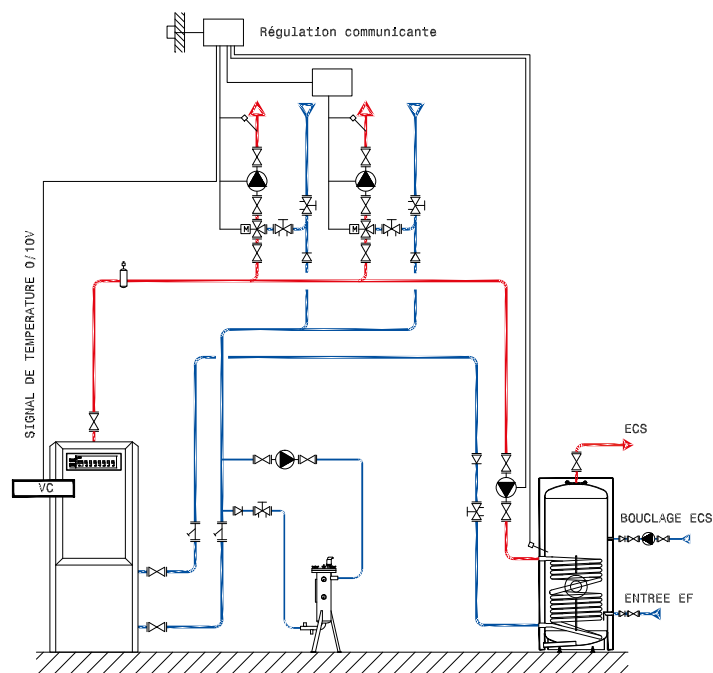 Régulation communicante
M
M
SIGNAL DE TEMPERATURE 0/10V
ECS
VC
BOUCLAGE ECS
ENTREE EF